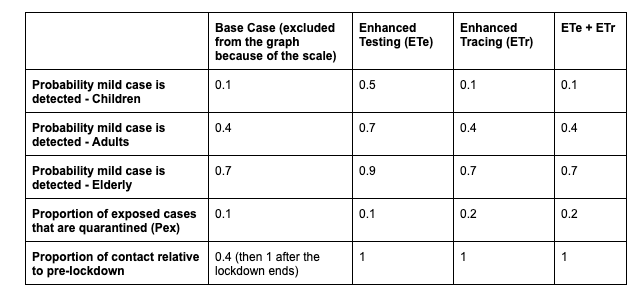 Base Case (excluded from the graph because of the scale)
Enhanced Testing (ETe)
Enhanced Tracing (ETr)
ETe + ETr
Probability mild case is detected - Children
0.1
0.5
0.1
0.1
Probability mild case is detected - Adults
0.4
0.7
0.4
0.4
Probability mild case is detected - Elderly
0.7
0.9
0.7
0.7
Proportion of exposed cases that are quarantined (Pex)
0.1
0.1
0.2
0.2
Proportion of contact relative to pre-lockdown
0.4 (then 1 after the lockdown ends)
1
1
1